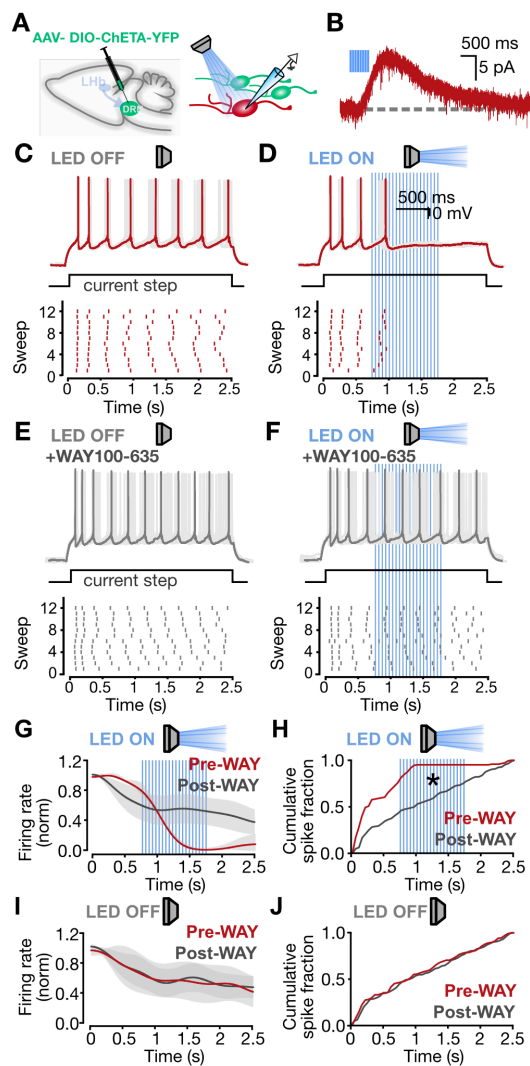 A
AAV- DIO-ChETA-YFP
LHb
DR
B
500 ms
5 pA
C
LED OFF
current step
Sweep
12
8
4
0
0 0.5 1 1.5 2 2.5
Time (s)
D
LED ON
500 ms
0 mV
12
8
4
0
0 0.5 1 1.5 2 2.5
Time (s)
E
LED OFF
+WAY100-635
current step
Sweep
12
8
4
0
0 0.5 1 1.5 2 2.5
Time (s)
F
LED ON
+WAY100-635
12
8
4
0
0 0.5 1 1.5 2 2.5
Time (s)
G
LED ON
Pre-WAY
Post-WAY
Firing rate
(norm)
1.2
0.8
0.4
0.0
0 0.5 1 1.5 2 2.5
Time (s)
H
LED ON
*
Pre-WAY
Post-WAY
Cumulative
spike fraction
1.0
0.5
0.0
0 0.5 1 1.5 2 2.5
Time (s)
I
LED OFF
Pre-WAY
Post-WAY
Firing rate
(norm)
1.2
0.8
0.4
0.0
0 0.5 1 1.5 2 2.5
Time (s)
J
LED OFF
Pre-WAY
Post-WAY
Cumulative
spike fraction
1.0
0.5
0.0
0 0.5 1 1.5 2 2.5
Time (s)